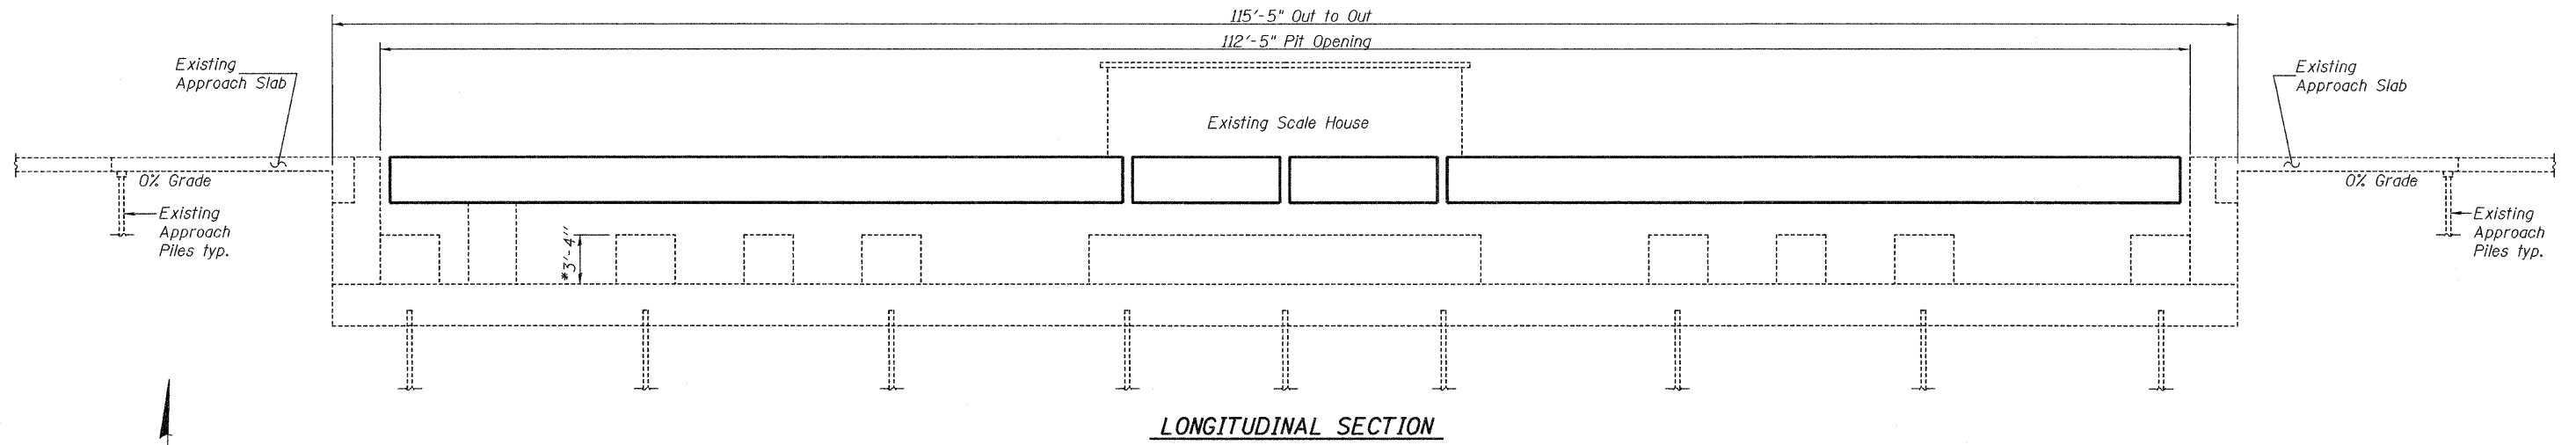 115'-5" Out to Out
112'-5" Pit Opening
Existing
Approach Slab
Existing
Approach Slab
Existing Scale House
0% Grade
0% Grade
Existing
Approach
Piles typ.
*3'-4"
Existing
Approach
Piles typ.
LONGITUDINAL SECTION